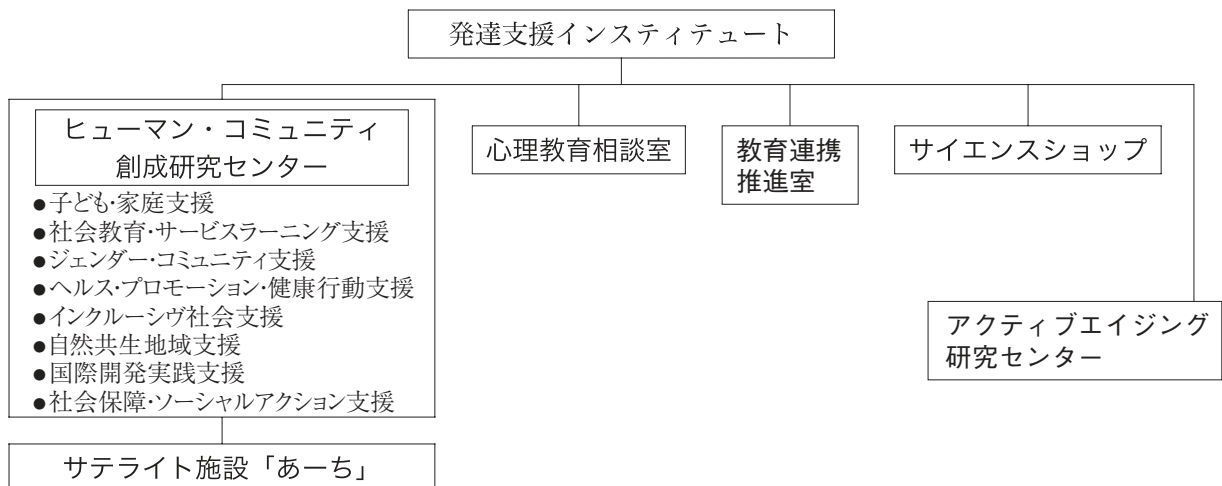 発達支援インスティテュート
ヒューマン・コミュニティ
創成研究センター
●子ども・家庭支援
●社会教育・サービスラーニング支援
●ジェンダー・コミュニティ支援
●ヘルス・プロモーション・健康行動支援
●インクルーシヴ社会支援
●自然共生地域支援
●国際開発実践支援
●社会保障・ソーシャルアクション支援
サテライト施設「あーち」
心理教育相談室
教育連携
推進室
サイエンスショップ
アクティブエイジング
研究センター